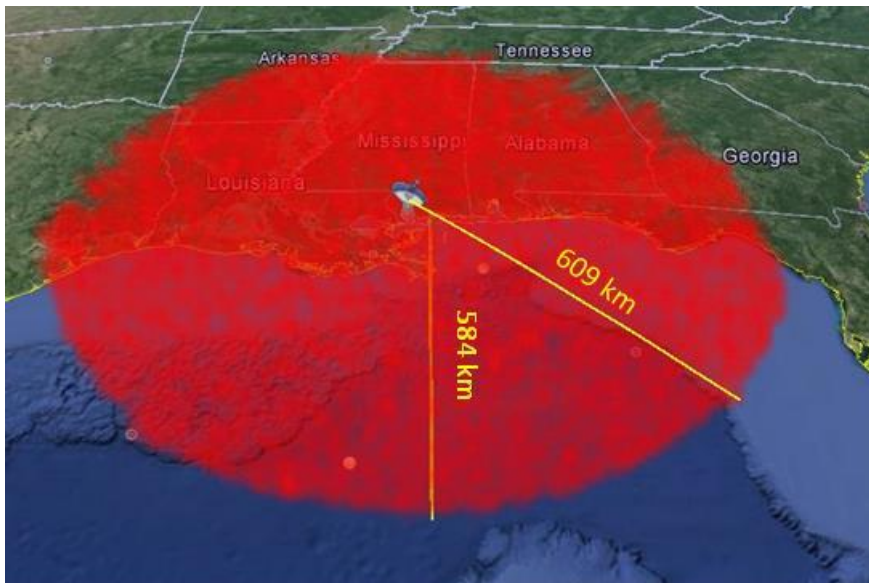 Arkansas
Tennessee
Mississippi
Alabama
Georgia
Louisiana
609 km
584 km